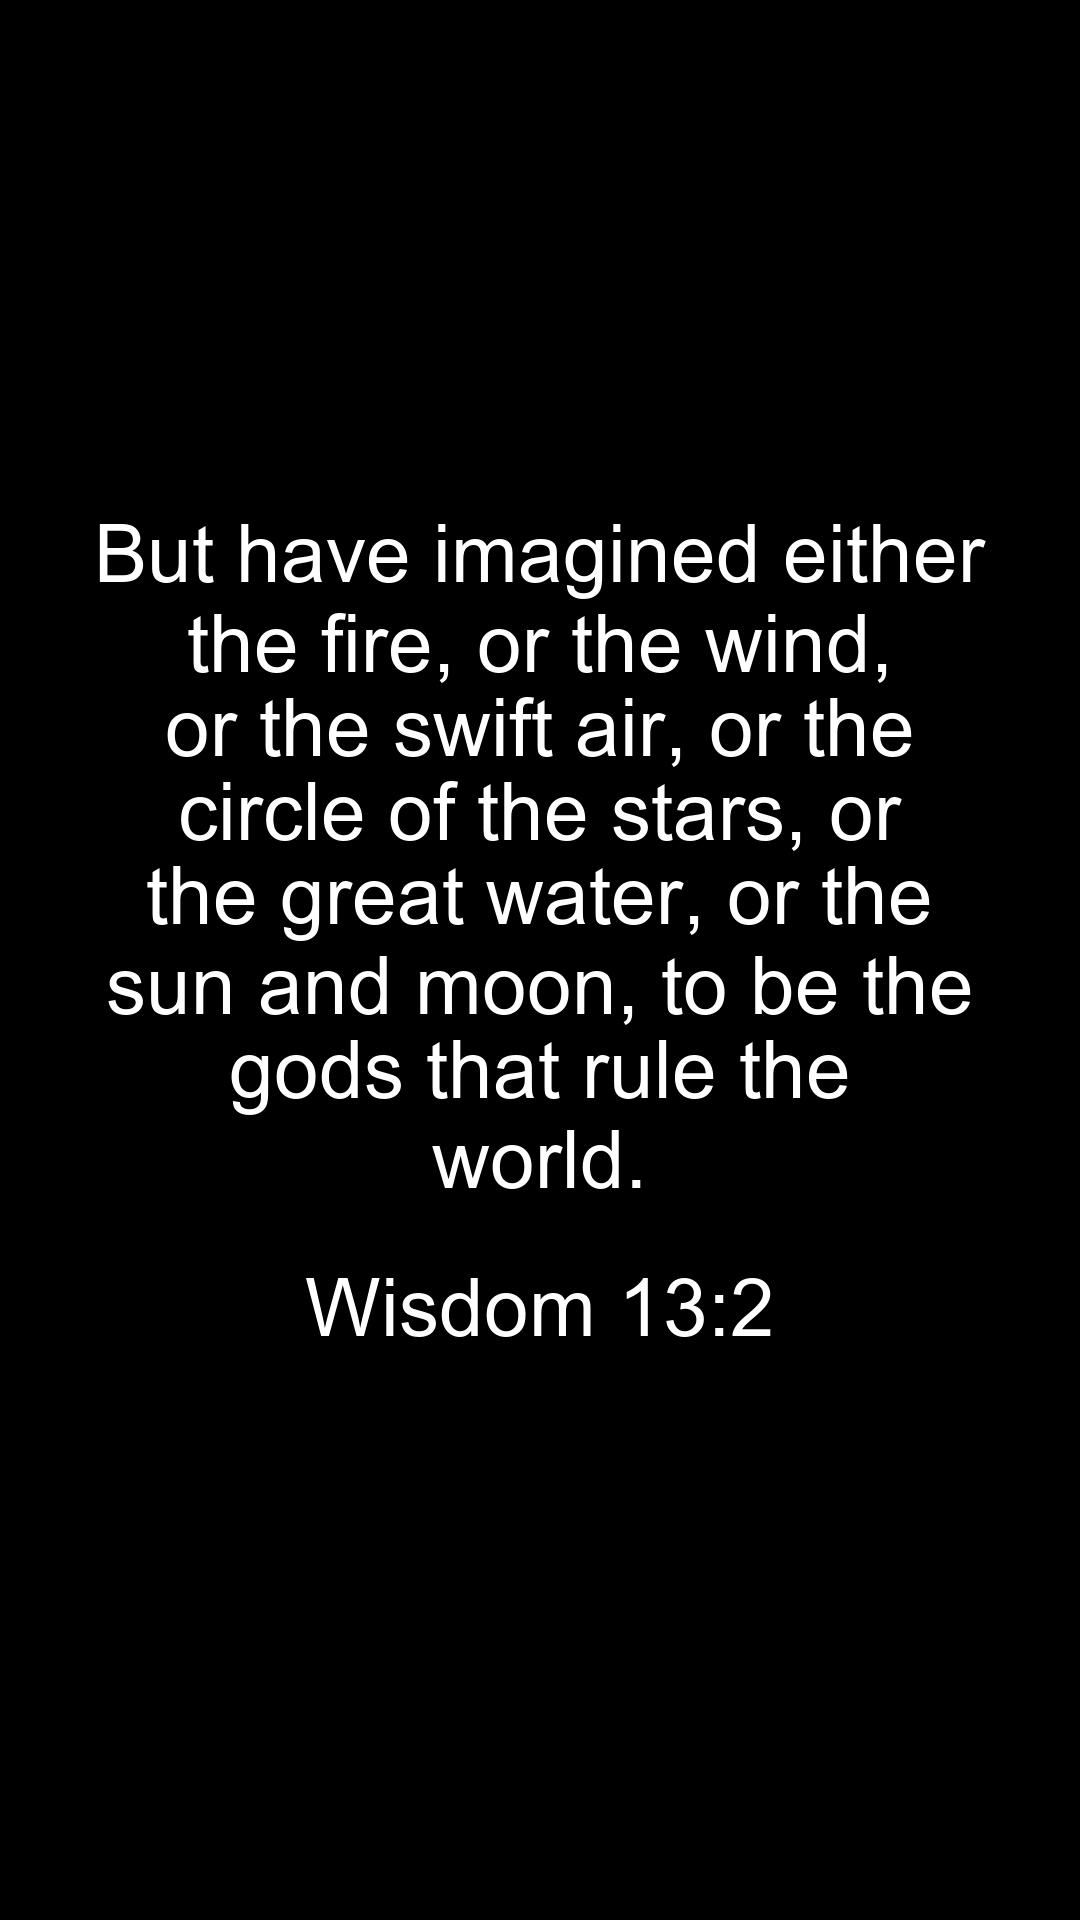 But have imagined either
the fire, or the wind,
or the swift air, or the
circle of the stars, or
the great water, or the
sun and moon, to be the
gods that rule the
world.
Wisdom 13:2